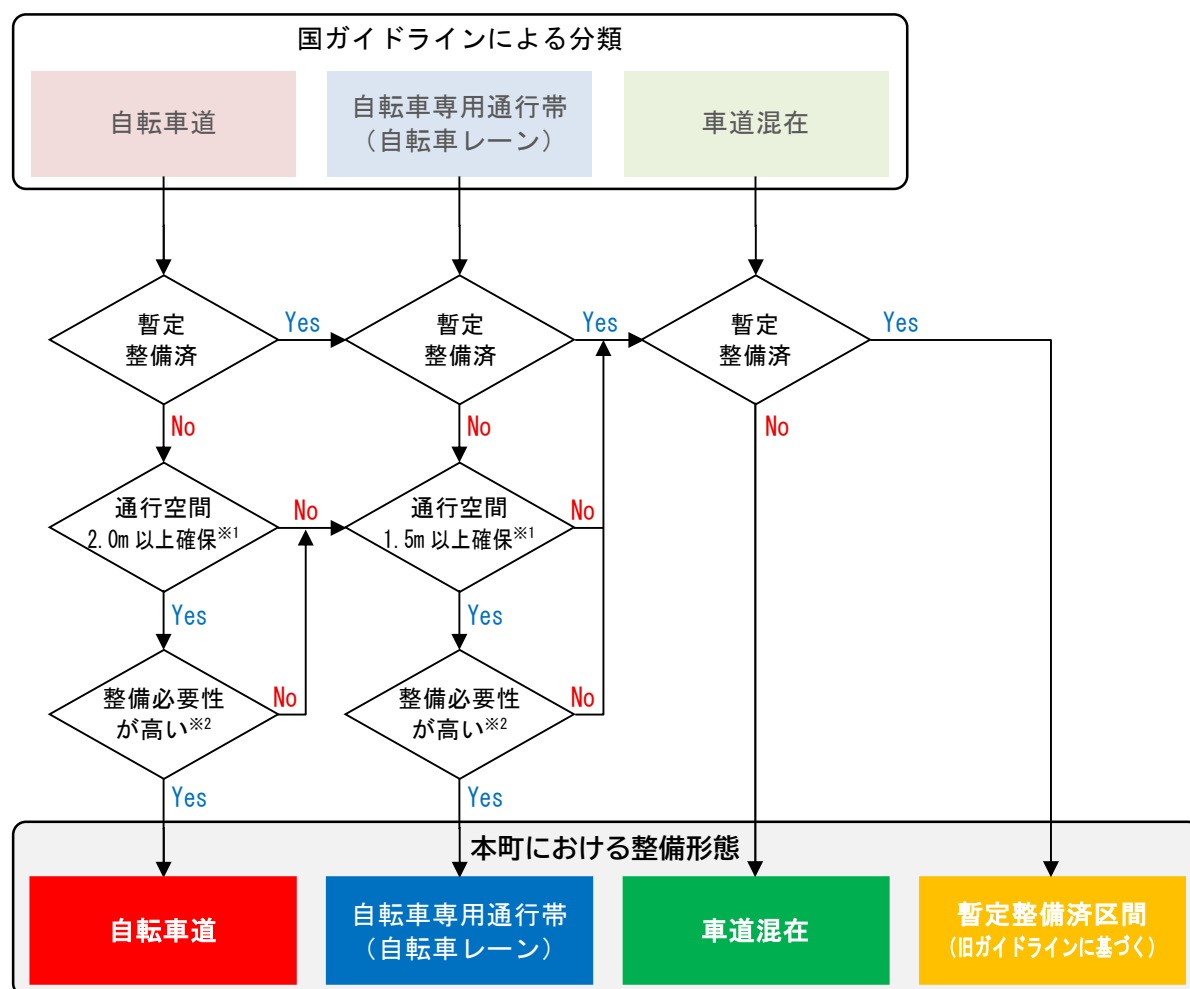 国ガイドラインによる分類
自転車道
自転車専用通行帯
（自転車レーン）
車道混在
暫定
整備済
Yes
暫定
整備済
Yes
暫定
整備済
Yes
No
No
No
通行空間
2.0m以上確保※1
No
通行空間
1.5m以上確保※1
No
Yes
Yes
整備必要性
が高い※2
No
整備必要性
が高い※2
No
Yes
Yes
本町における整備形態
自転車道
自転車専用通行帯
（自転車レーン）
車道混在
暫定整備済区間
（旧ガイドラインに基づく）